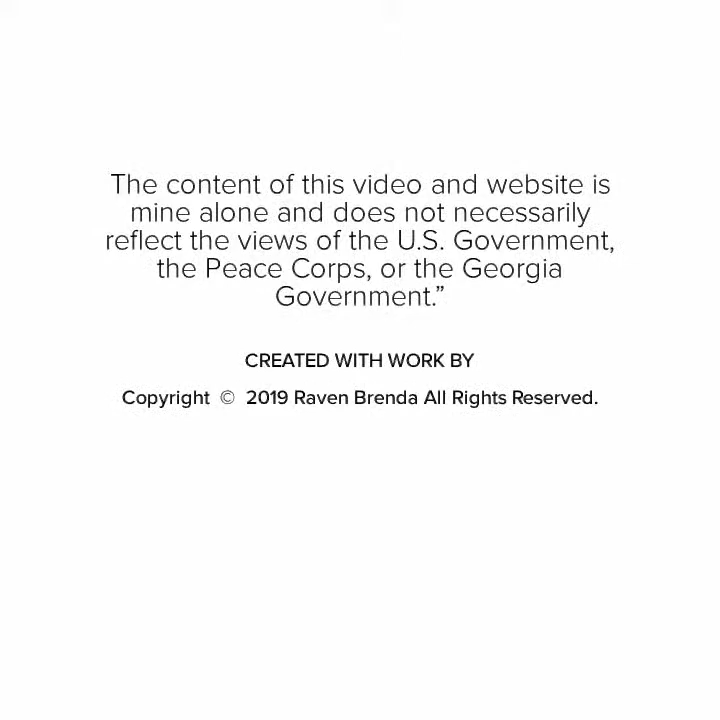 The content of this video and website is
mine alone and does not necessarily
reflect the views of the U.S. Government,
the Peace Corps, or the Georgia
Government.”
CREATED WITH WORK BY
Copyright © 2019 Raven Brenda All Rights Reserved.